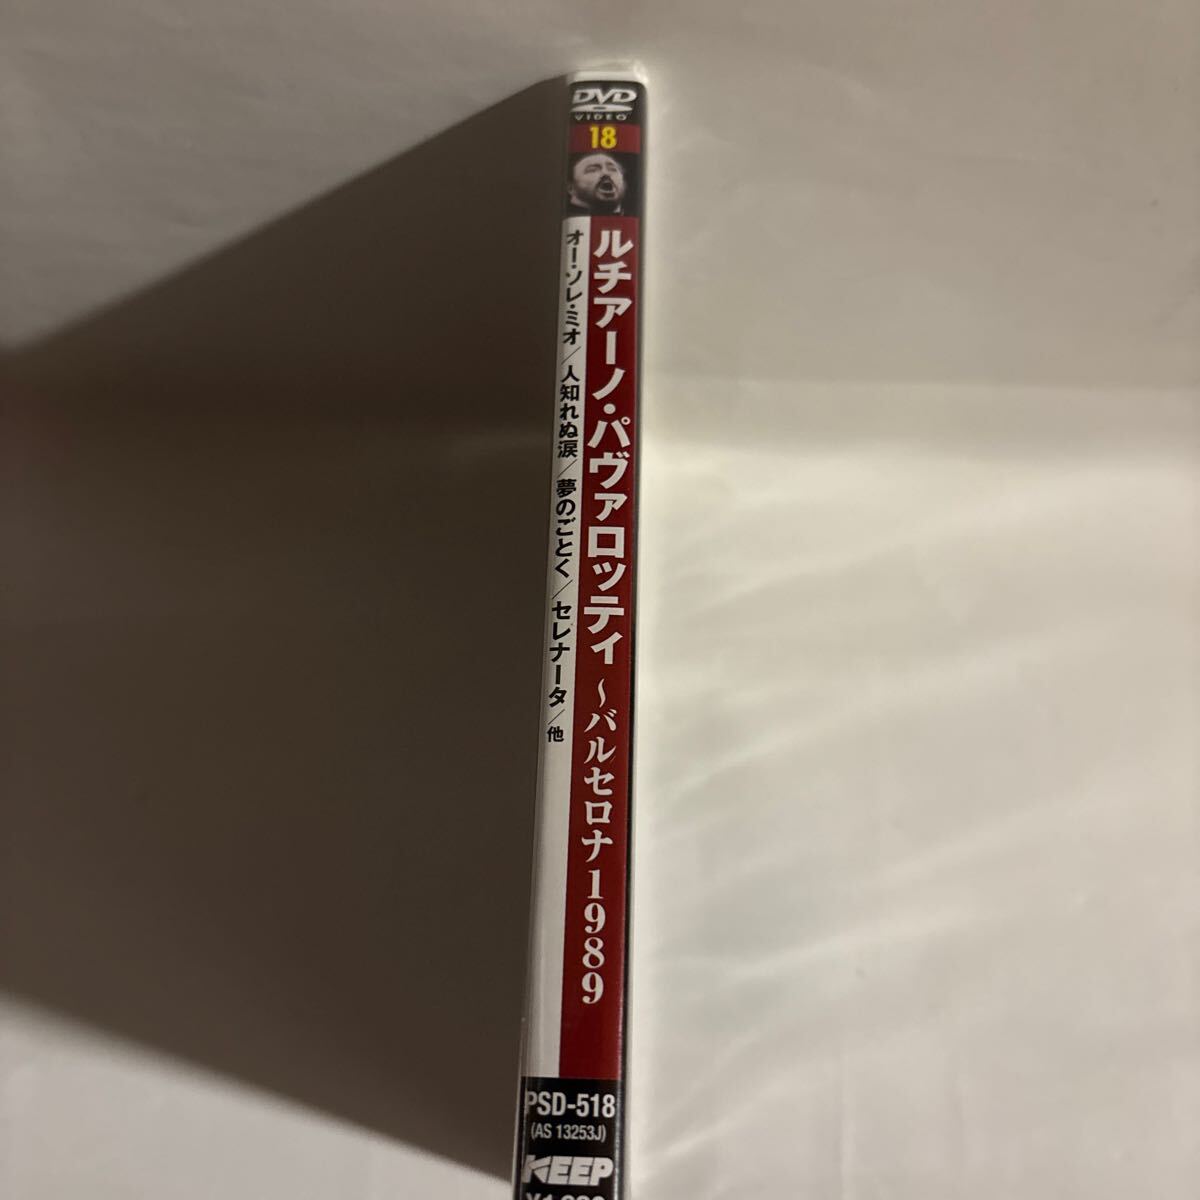 DVD
VIDEO
18
ルチアーノ・パヴァロッティ ～バルセロナ1989
オー・ソレ・ミオ／人知れぬ涙／夢のごとく／セレナータ／他
PSD-518
(AS 13253J)
KEEP